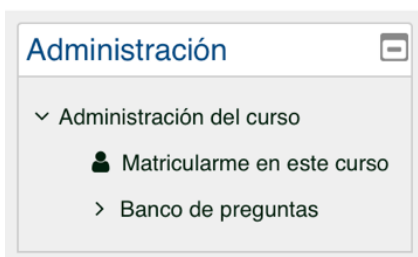 Administración
Administración del curso
Matricularme en este curso
Banco de preguntas